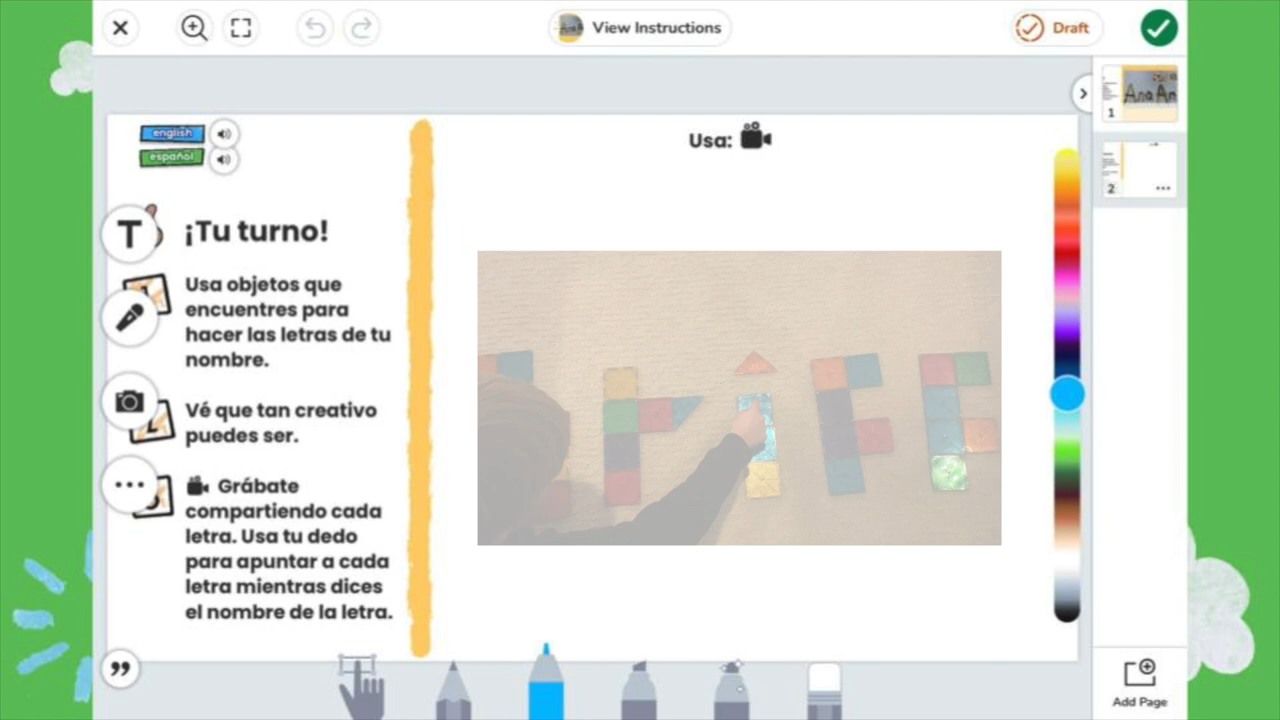 View Instructions
Draft
english
español
Usa:
T
¡Tu turno!
Usa objetos que
encuentres para
hacer las letras de tu
nombre.
Vé que tan creativo
puedes ser.
Grábate
compartiendo cada
letra. Usa tu dedo
para apuntar a cada
letra mientras dices
el nombre de la letra.
1
2
Add Page